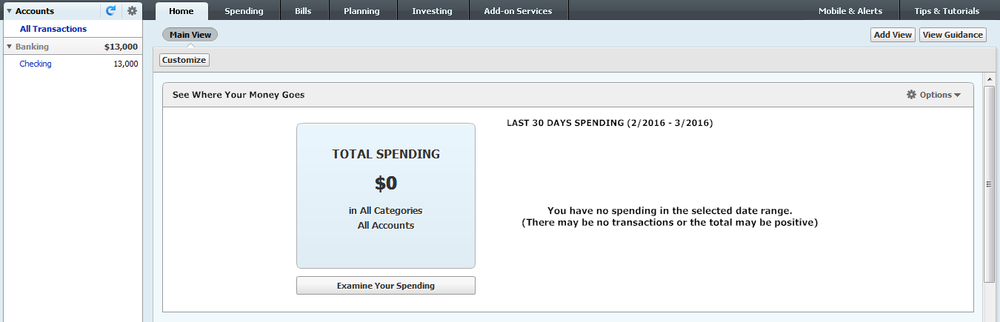 Accounts
Home
Spending
Bills
Planning
Investing
Add-on Services
Mobile & Alerts
Tips & Tutorials
All Transactions
Banking $13,000
Checking 13,000
Main View
Add View
View Guidance
Customize
See Where Your Money Goes
Options
TOTAL SPENDING
$0
in All Categories
All Accounts
Examine Your Spending
LAST 30 DAYS SPENDING (2/2016 - 3/2016)
You have no spending in the selected date range.
(There may be no transactions or the total may be positive)